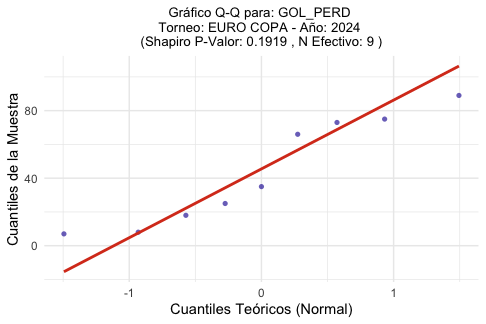 Gráfico Q-Q para: GOL_PERD
Torneo: EURO COPA - Año: 2024
(Shapiro P-Valor: 0.1919 , N Efectivo: 9 )
Cuantiles de la Muestra
80
40
0
-1
0
1
Cuantiles Teóricos (Normal)